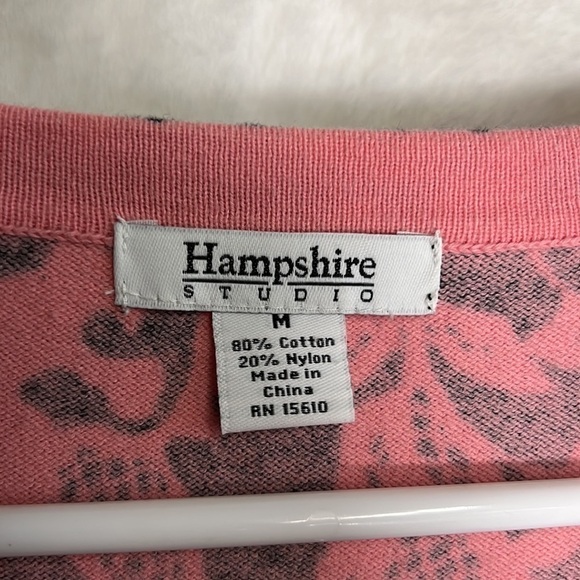 Hampshire
STUDIO
M
80% Cotton
20% Nylon
Made in
China
RN 15610